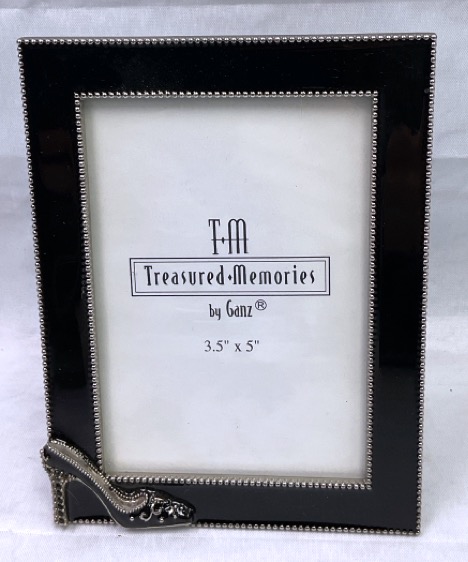 T•M
Treasured•Memories
by Ganz®
3.5" x 5"